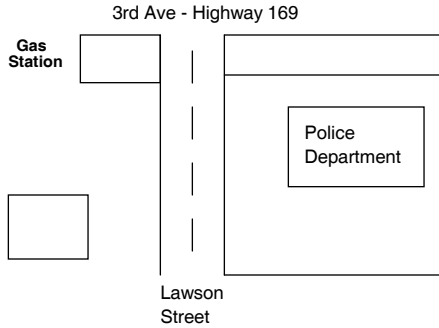 3rd Ave - Highway 169
Gas
Station
Police
Department
Lawson
Street